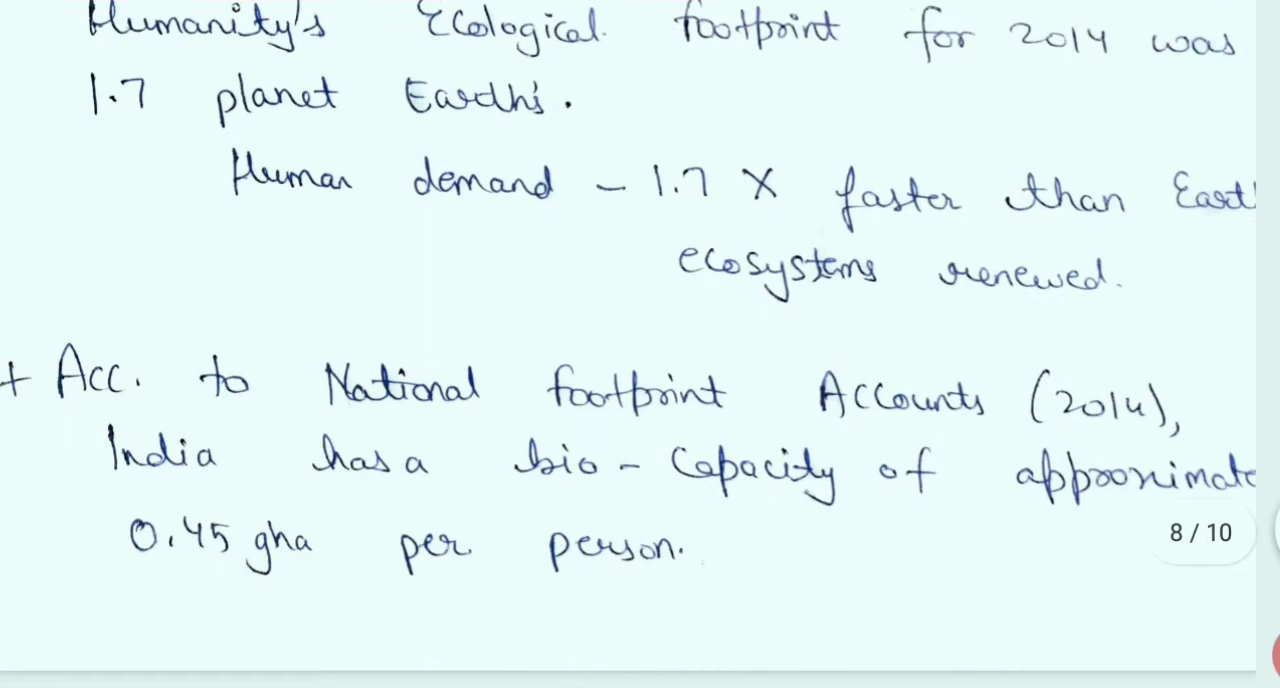 Humanity's Ecological footprint for 2014 was
1.7 planet Earth's.
Human demand - 1.7 X faster than Eart
ecosystems renewed.
+ Acc. to National footprint Accounts (2014),
India has a bio - Capacity of approximate
0.45 gha per person.
8 / 10